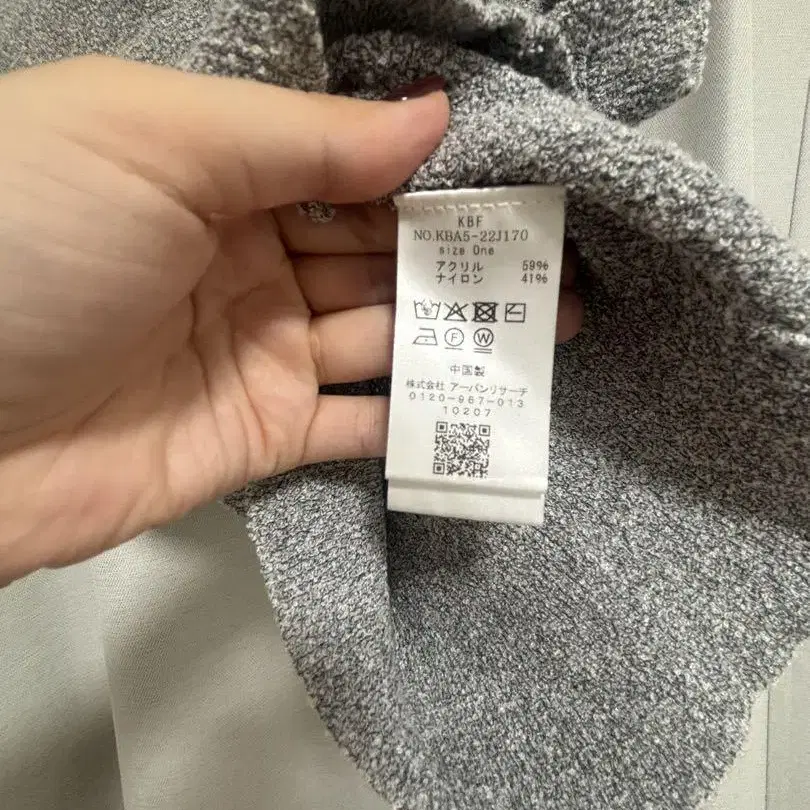 KBF
NO.KBA5-22J170
size One
アクリル 59%
ナイロン 41%
F W
中国製
株式会社 アーバンリサーチ
0120-967-013
10207